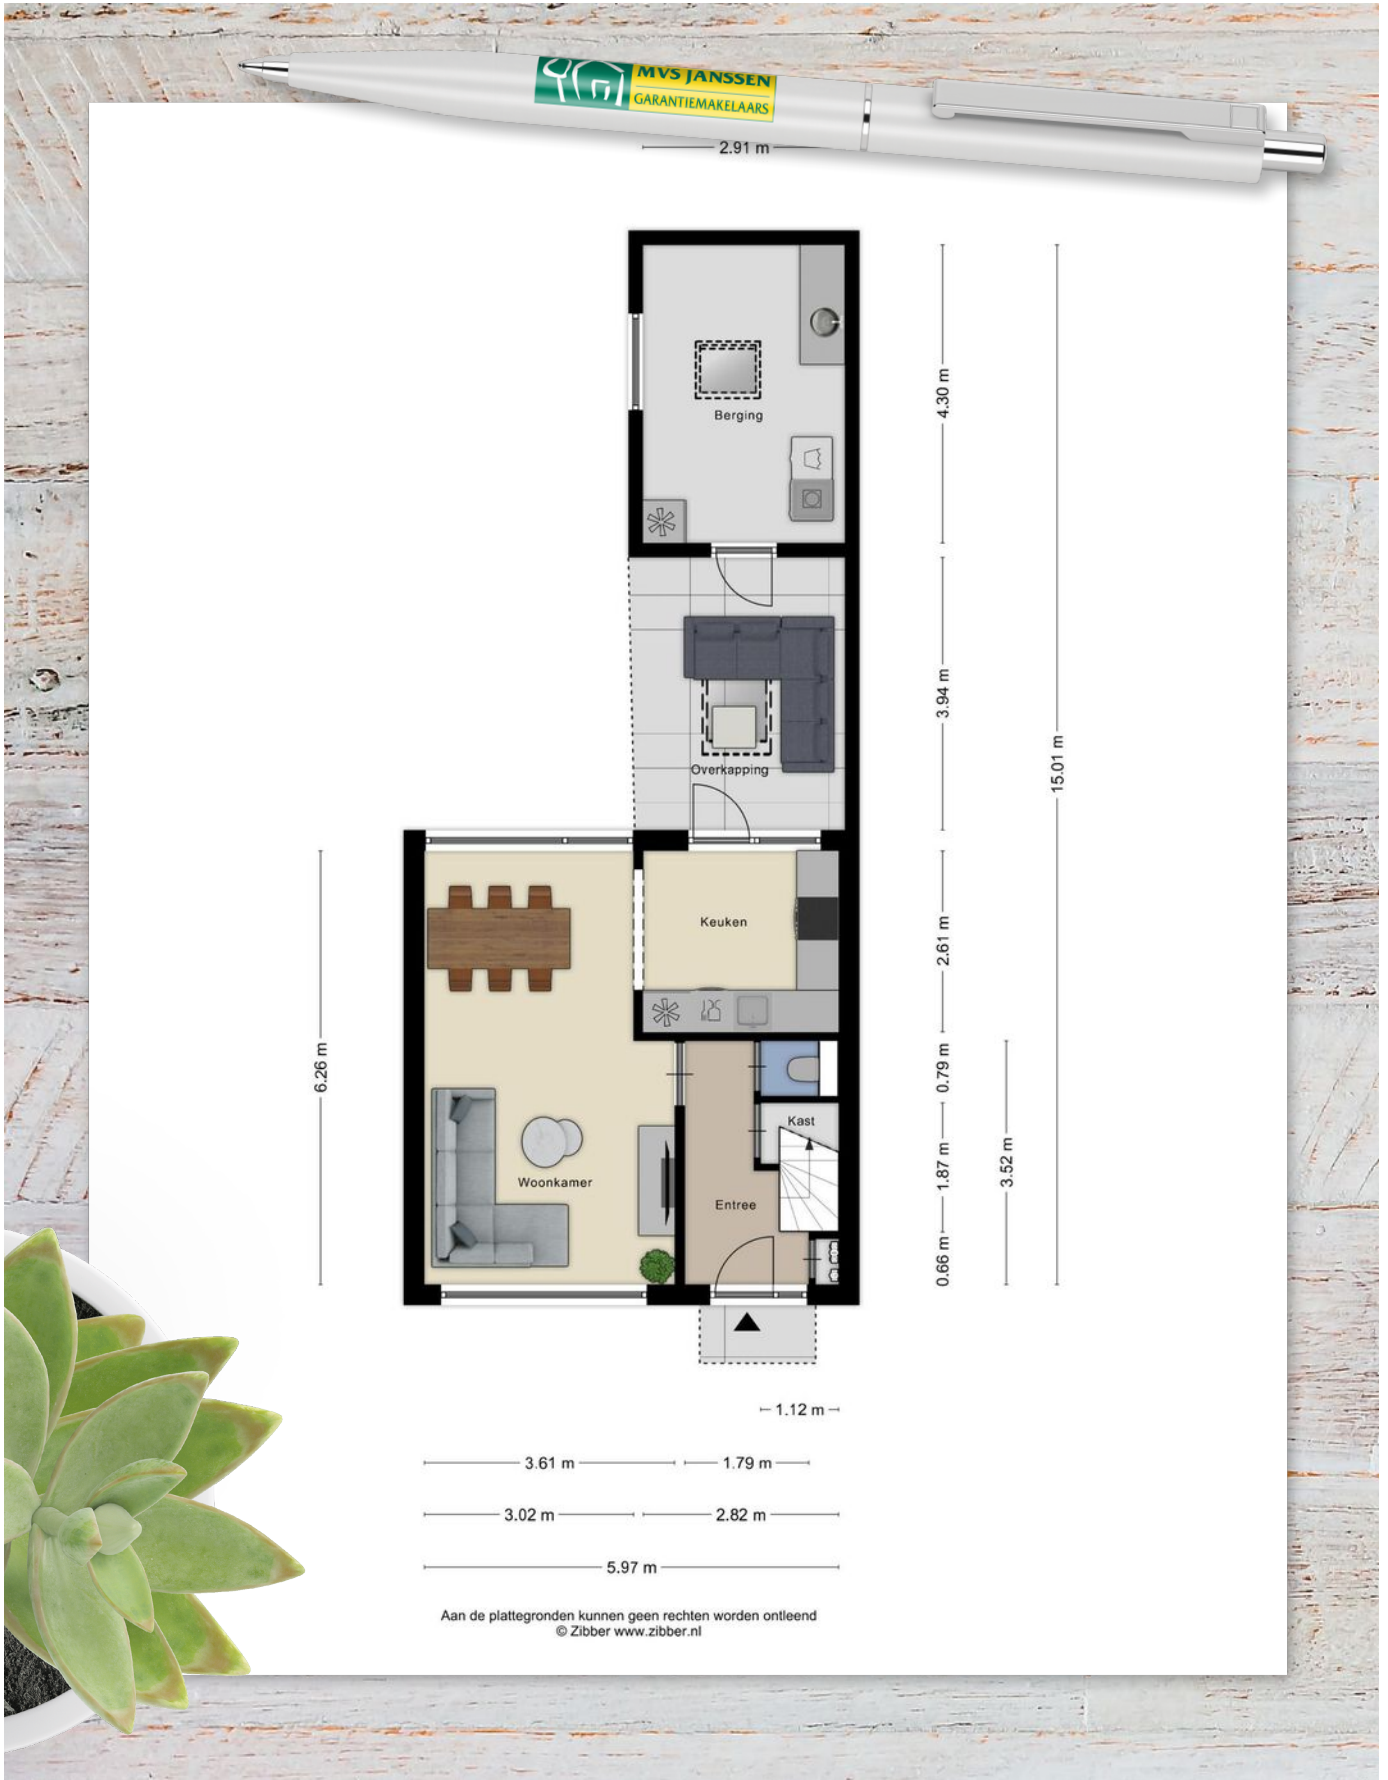 MVS JANSSEN
GARANTIEMAKELAARS
2.91 m
4.30 m
Berging
3.94 m
15.01 m
Overkapping
Keuken
2.61 m
6.26 m
0.79 m
Kast
3.52 m
1.87 m
Woonkamer
Entree
0.66 m
1.12 m
3.61 m
1.79 m
3.02 m
2.82 m
5.97 m
Aan de plattegronden kunnen geen rechten worden ontleend
© Zibber www.zibber.nl